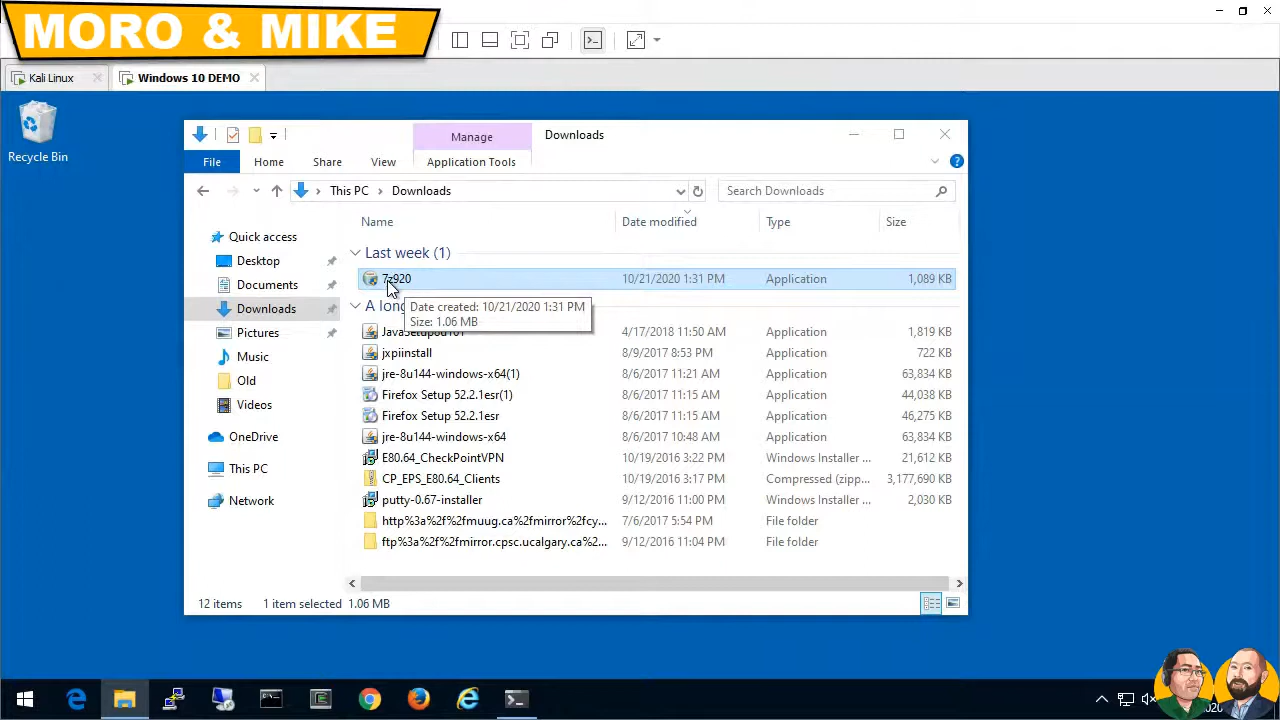 MORO & MIKE
Kali Linux
Windows 10 DEMO
Recycle Bin
Manage
Downloads
File
Home
Share
View
Application Tools
This PC
Downloads
Search Downloads
Name
Date modified
Type
Size
Quick access
Desktop
Documents
Downloads
Pictures
Music
Old
Videos
OneDrive
This PC
Network
Last week (1)
7z920 10/21/2020 1:31 PM Application 1,089 KB
Date created: 10/21/2020 1:31 PM
Size: 1.06 MB
4/17/2018 11:50 AM Application 1,819 KB
jxpiinstall 8/9/2017 8:53 PM Application 722 KB
jre-8u144-windows-x64(1) 8/6/2017 11:21 AM Application 63,834 KB
Firefox Setup 52.2.1esr(1) 8/6/2017 11:15 AM Application 44,038 KB
Firefox Setup 52.2.1esr 8/6/2017 11:15 AM Application 46,275 KB
jre-8u144-windows-x64 8/6/2017 10:48 AM Application 63,834 KB
E80.64_CheckPointVPN 10/19/2016 3:22 PM Windows Installer ... 21,612 KB
CP_EPS_E80.64_Clients 10/19/2016 3:17 PM Compressed (zipp... 3,177,690 KB
putty-0.67-installer 9/12/2016 11:00 PM Windows Installer ... 2,030 KB
http%3a%2f%2fmuug.ca%2fmirror%2fcy... 7/6/2017 5:54 PM File folder
ftp%3a%2f%2fmirror.cpsc.ucalgary.ca%2... 9/12/2016 11:04 PM File folder
12 items
1 item selected 1.06 MB